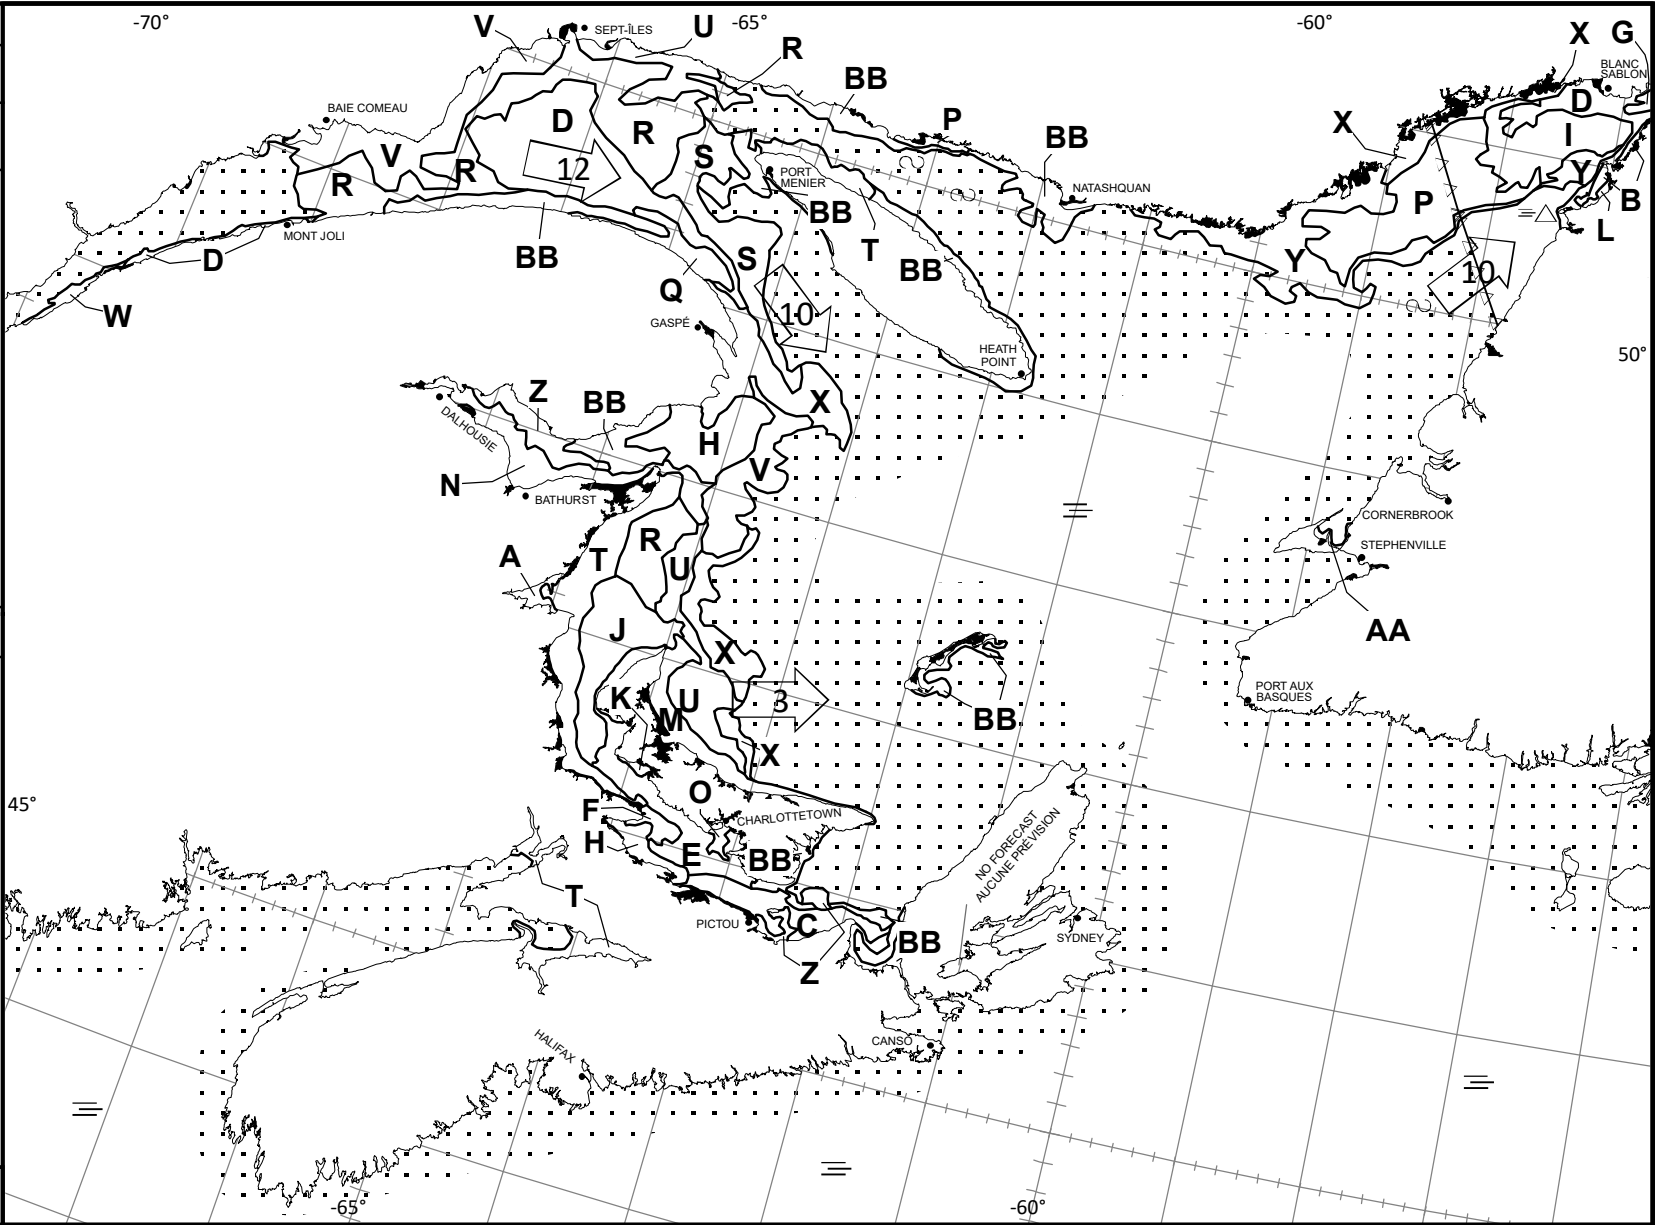 -70°
-65°
-60°
V
SEPT-ÎLES
U
R
BB
X
G
BLANC
SABLON
BAIE COMEAU
D
R
P
BB
X
D
I
V
R
12
S
PORT
MENIER
NATASHQUAN
Y
R
BB
P
B
MONT JOLI
D
BB
S
T
BB
Y
L
10
W
Q
10
GASPÉ
HEATH
POINT
50°
Z
BB
X
DALHOUSIE
H
N
V
BATHURST
CORNERBROOK
STEPHENVILLE
A
T
R
U
J
X
AA
K
U
M
3
BB
PORT AUX
BASQUES
X
45°
O
F
CHARLOTTETOWN
H
E
BB
NO FORECAST
AUCUNE PRÉVISION
T
PICTOU
C
BB
SYDNEY
Z
HALIFAX
CANSO
-65°
-60°